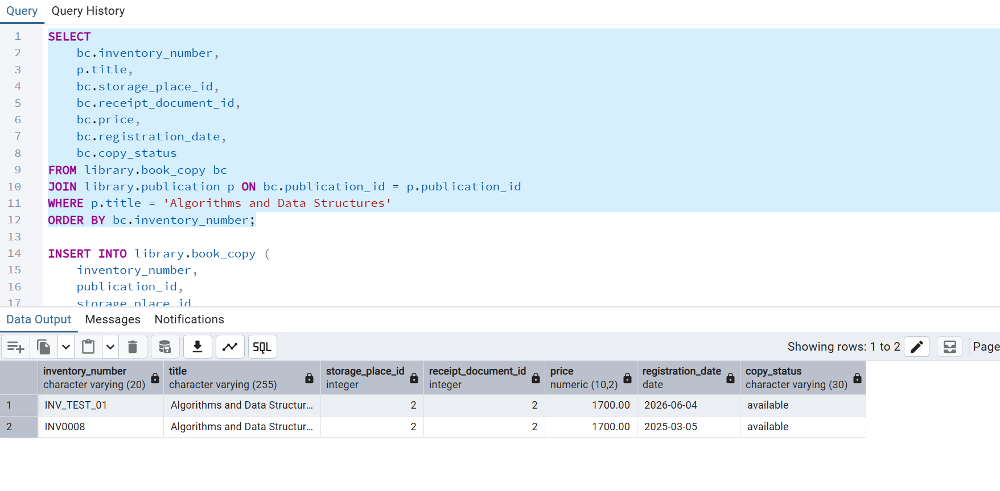 Query Query History
1 SELECT
2 bc.inventory_number,
3 p.title,
4 bc.storage_place_id,
5 bc.receipt_document_id,
6 bc.price,
7 bc.registration_date,
8 bc.copy_status
9 FROM library.book_copy bc
10 JOIN library.publication p ON bc.publication_id = p.publication_id
11 WHERE p.title = 'Algorithms and Data Structures'
12 ORDER BY bc.inventory_number;
13
14 INSERT INTO library.book_copy (
15 inventory_number,
16 publication_id,
17 storage_place_id,
Data Output Messages Notifications
SQL Showing rows: 1 to 2 Page
inventory_number title storage_place_id receipt_document_id price registration_date copy_status
character varying (20) character varying (255) integer integer numeric (10,2) date character varying (30)
1 INV_TEST_01 Algorithms and Data Structur... 2 2 1700.00 2026-06-04 available
2 INV0008 Algorithms and Data Structur... 2 2 1700.00 2025-03-05 available